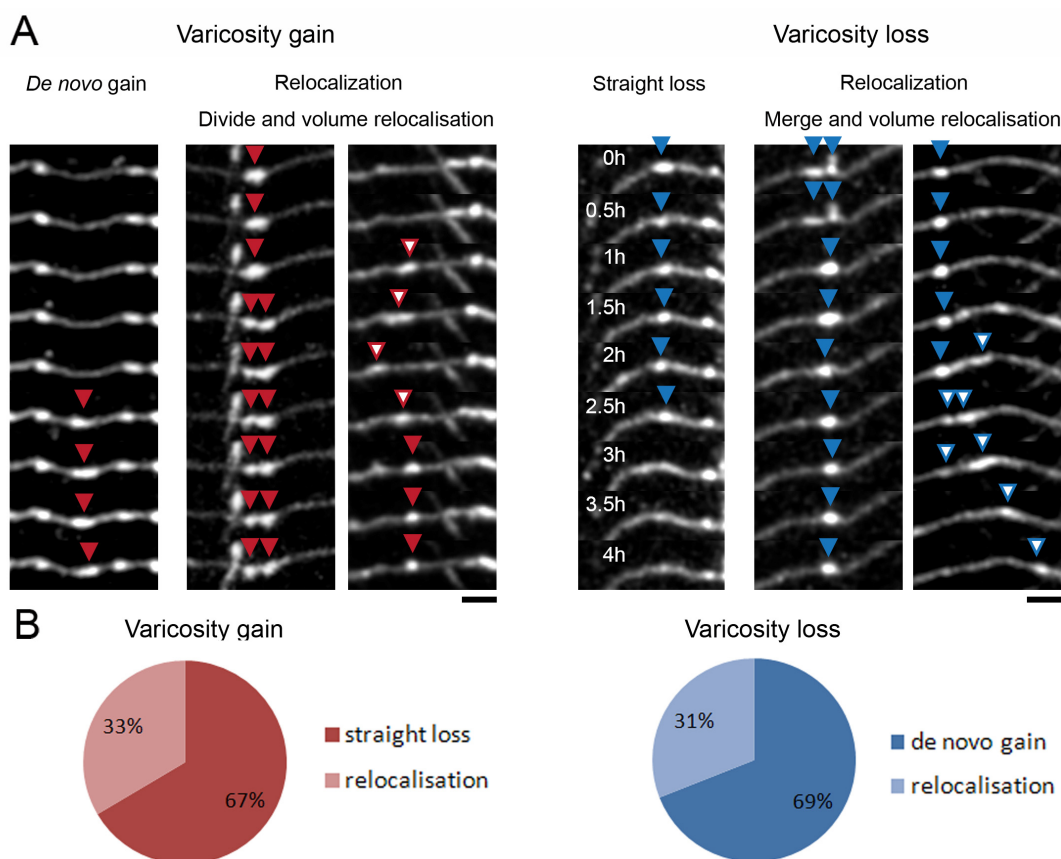 A
Varicosity gain
Varicosity loss
De novo gain
Relocalization
Straight loss
Relocalization
Divide and volume relocalisation
Merge and volume relocalisation
0h
0.5h
1h
1.5h
2h
2.5h
3h
3.5h
4h
B
Varicosity gain
Varicosity loss
33%
67%
straight loss
relocalisation
31%
69%
de novo gain
relocalisation